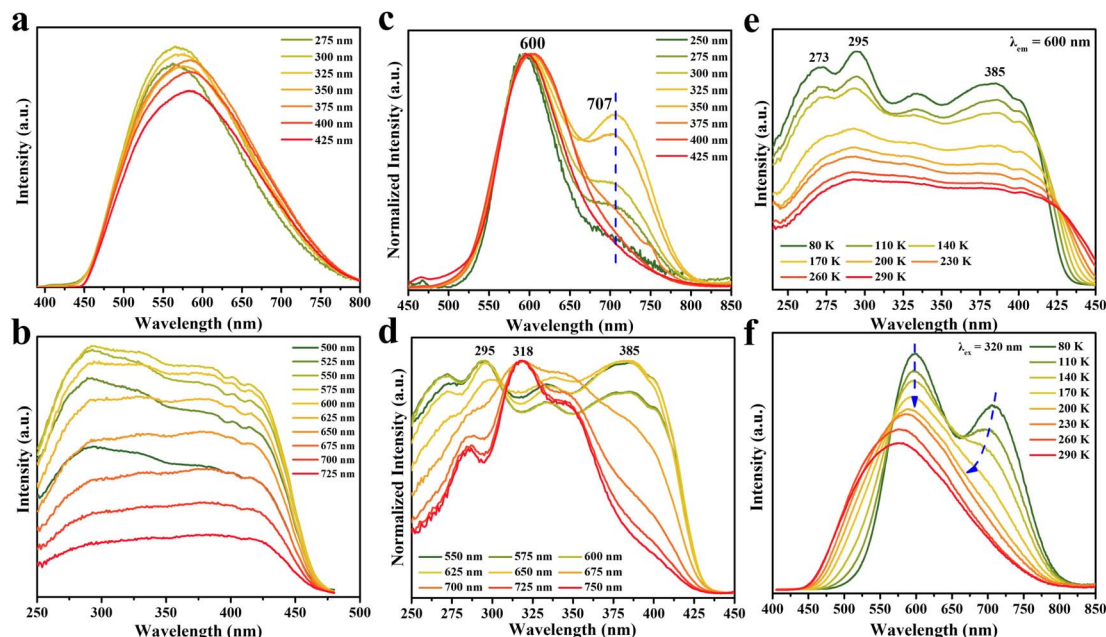 a
275 nm
300 nm
325 nm
350 nm
375 nm
400 nm
425 nm
Intensity (a.u.)
400 450 500 550 600 650 700 750 800
Wavelength (nm)
b
500 nm
525 nm
550 nm
575 nm
600 nm
625 nm
650 nm
675 nm
700 nm
725 nm
Intensity (a.u.)
250 300 350 400 450 500
Wavelength (nm)
c
600
707
250 nm
275 nm
300 nm
325 nm
350 nm
375 nm
400 nm
425 nm
Normalized Intensity (a.u.)
450 500 550 600 650 700 750 800 850
Wavelength (nm)
d
295 318 385
550 nm 575 nm 600 nm
625 nm 650 nm 675 nm
700 nm 725 nm 750 nm
Normalized Intensity (a.u.)
250 275 300 325 350 375 400 425 450
Wavelength (nm)
e
273 295 385
λem = 600 nm
80 K 110 K 140 K
170 K 200 K 230 K
260 K 290 K
Intensity (a.u.)
250 275 300 325 350 375 400 425 450
Wavelength (nm)
f
λex = 320 nm
80 K
110 K
140 K
170 K
200 K
230 K
260 K
290 K
Intensity (a.u.)
400 450 500 550 600 650 700 750 800 850
Wavelength (nm)